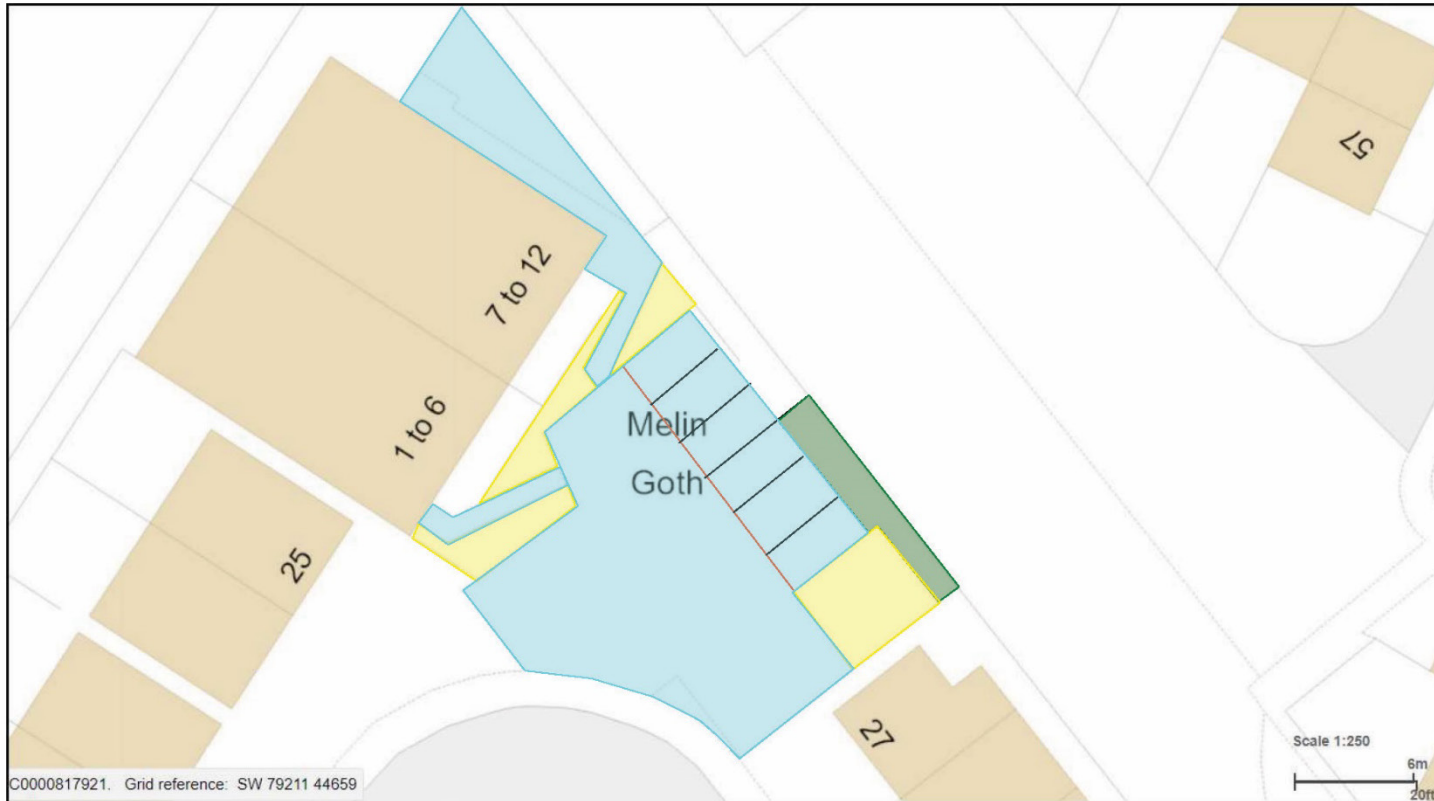 57
7 to 12
1 to 6
Melin
Goth
25
27
Scale 1:250
6m
20ft
C0000817921. Grid reference: SW 79211 44659